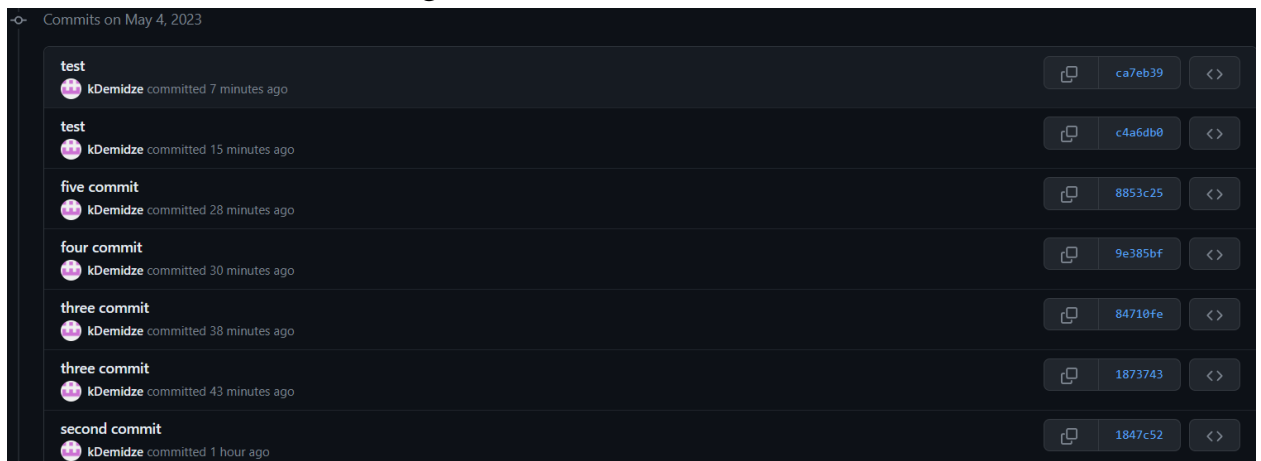 Commits on May 4, 2023
test
ca7eb39
kDemidze committed 7 minutes ago
test
c4a6db0
kDemidze committed 15 minutes ago
five commit
8853c25
kDemidze committed 28 minutes ago
four commit
9e385bf
kDemidze committed 30 minutes ago
three commit
84710fe
kDemidze committed 38 minutes ago
three commit
1873743
kDemidze committed 43 minutes ago
second commit
1847c52
kDemidze committed 1 hour ago